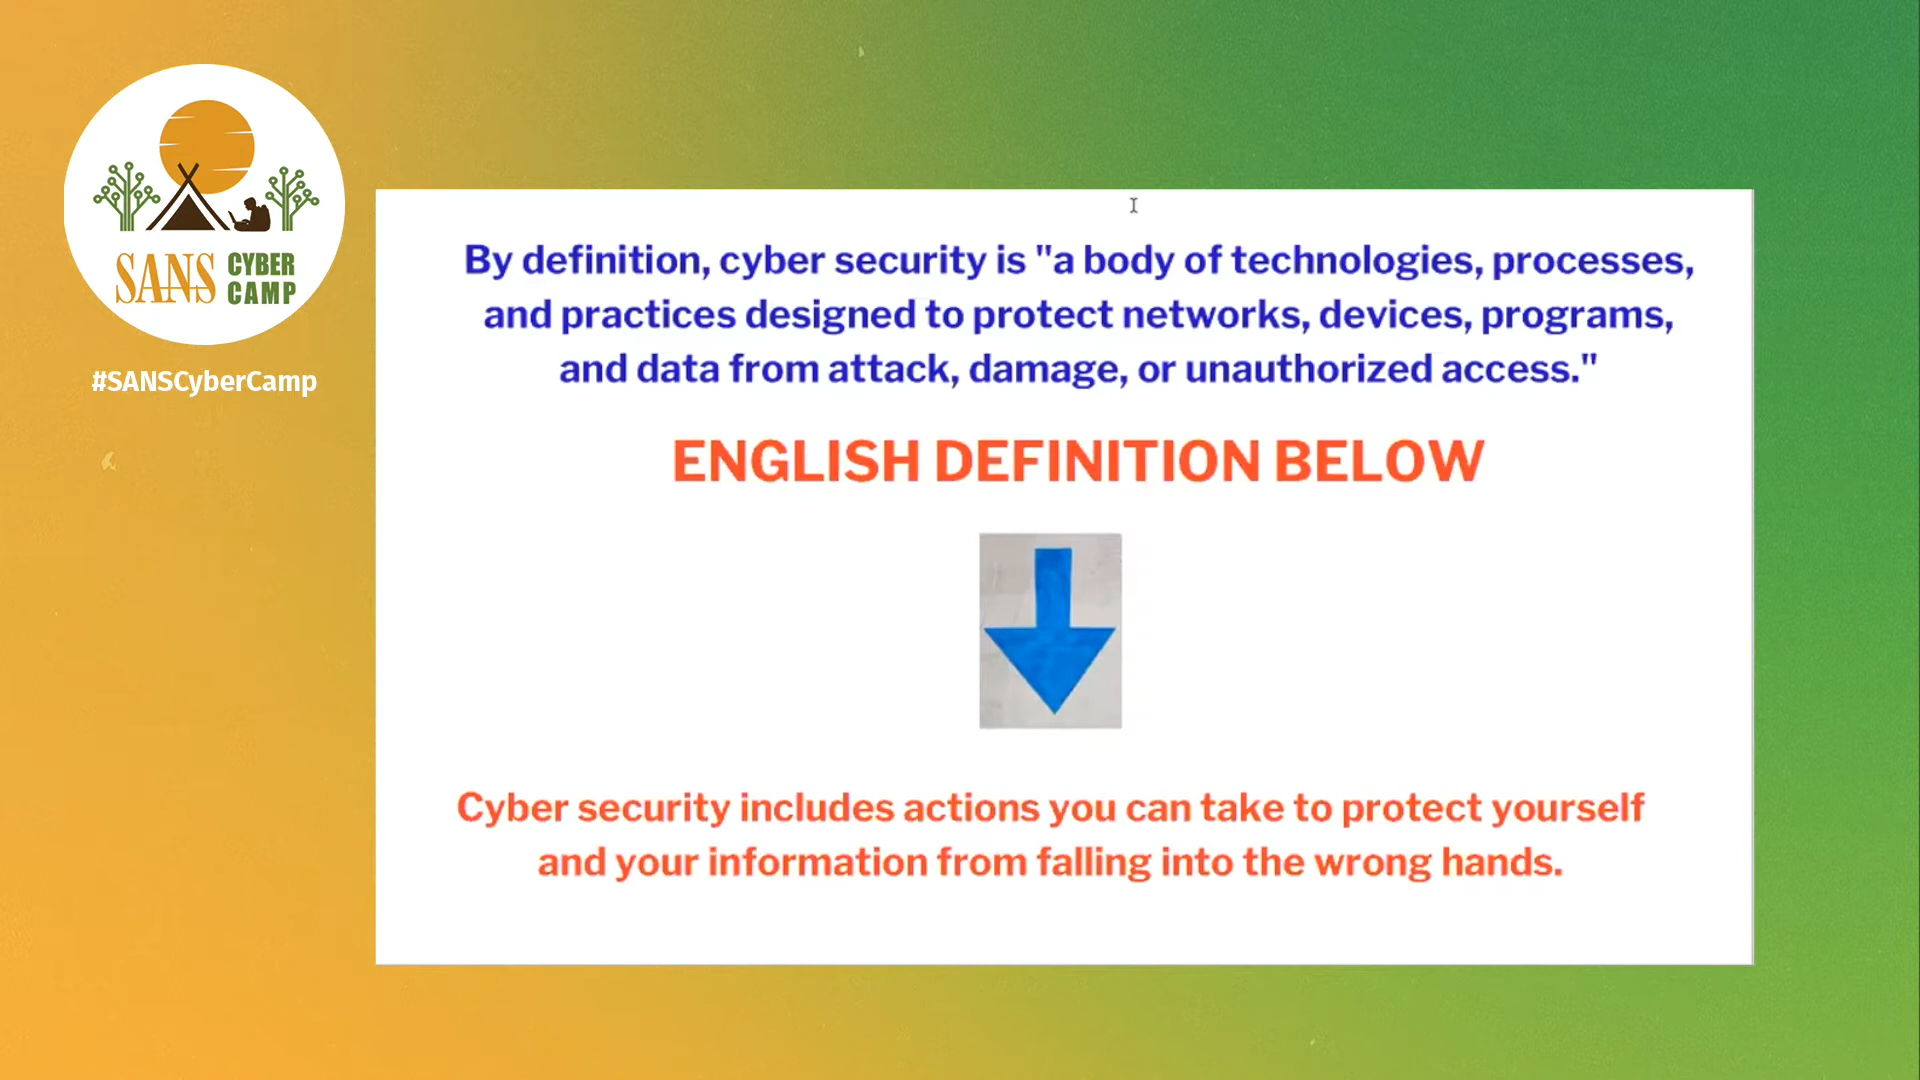 SANS CYBER CAMP
#SANSCyberCamp
By definition, cyber security is "a body of technologies, processes,
and practices designed to protect networks, devices, programs,
and data from attack, damage, or unauthorized access."
ENGLISH DEFINITION BELOW
Cyber security includes actions you can take to protect yourself
and your information from falling into the wrong hands.